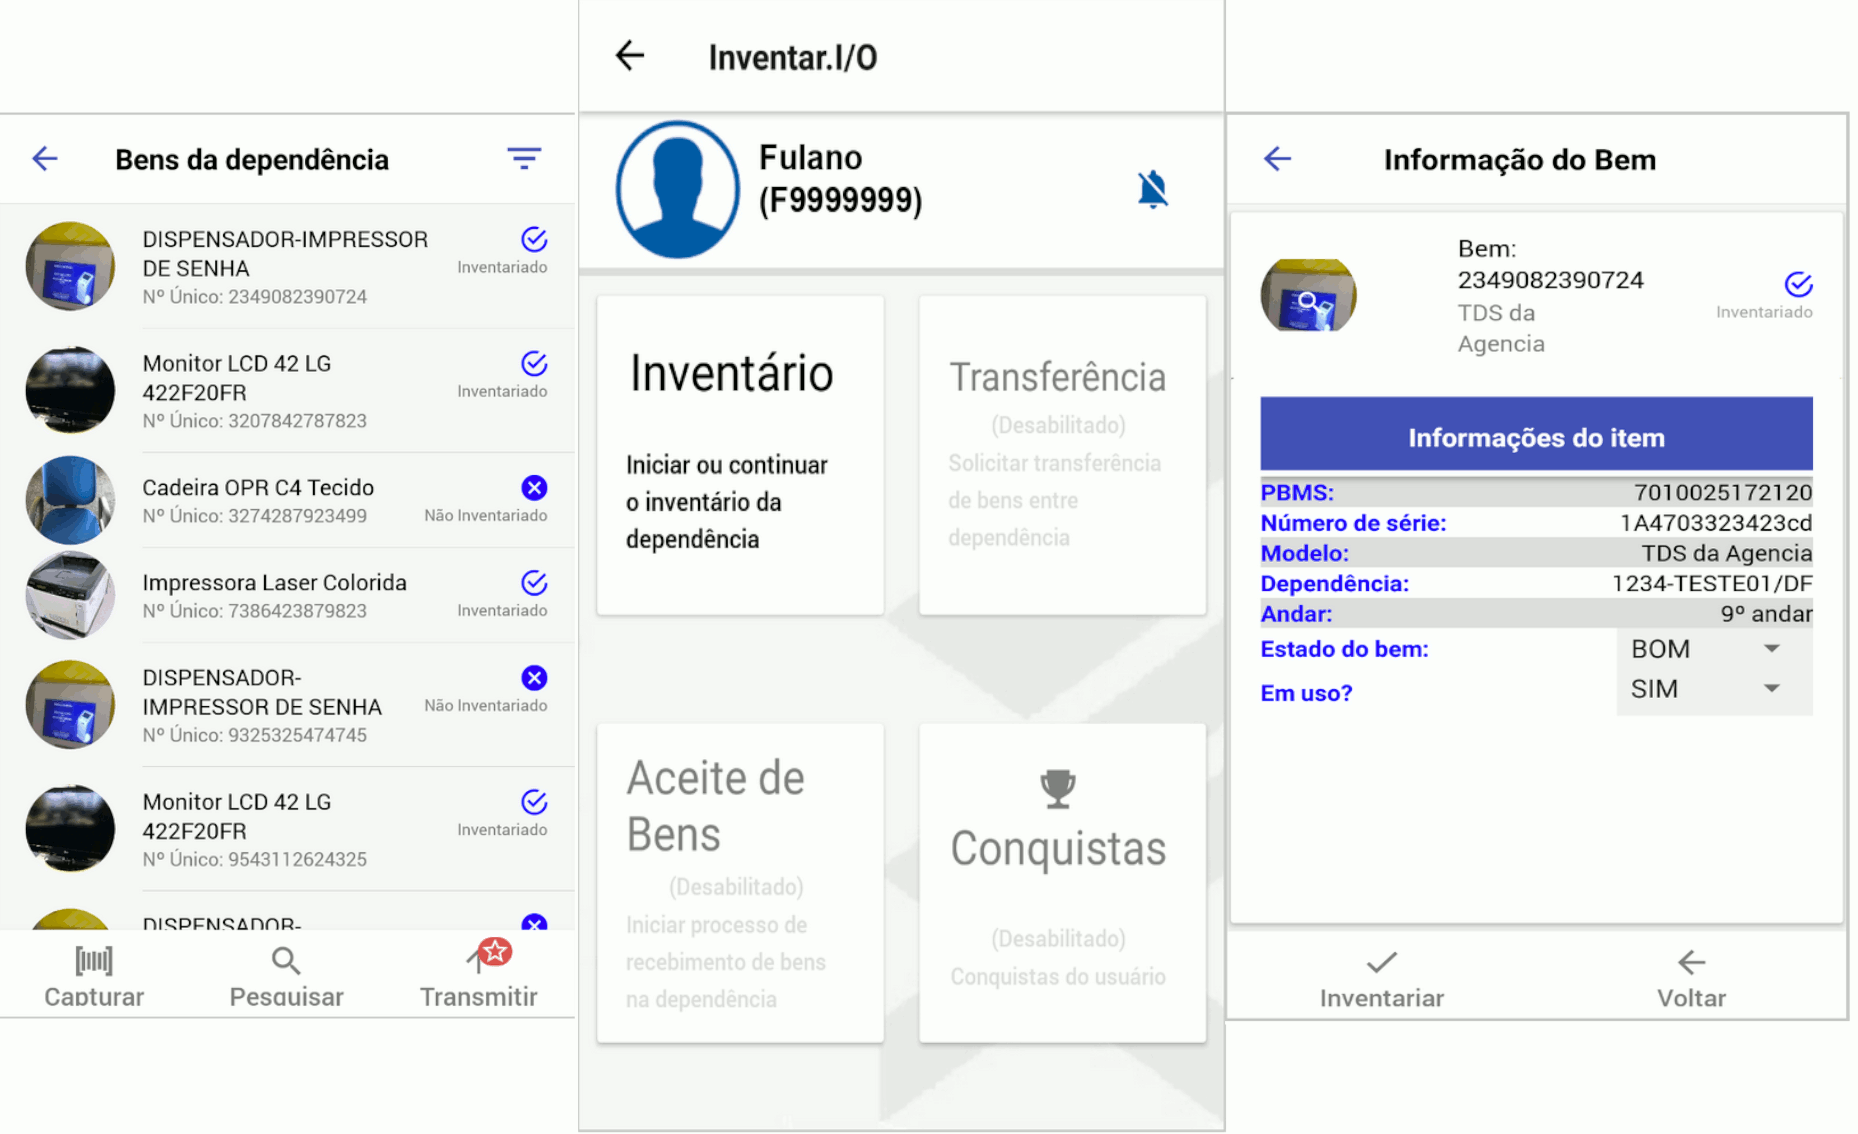 Bens da dependência
DISPENSADOR-IMPRESSOR
DE SENHA
Nº Único: 2349082390724
Inventariado
Monitor LCD 42 LG
422F20FR
Nº Único: 3207842787823
Inventariado
Cadeira OPR C4 Tecido
Nº Único: 3274287923499
Não Inventariado
Impressora Laser Colorida
Nº Único: 7386423879823
Inventariado
DISPENSADOR-
IMPRESSOR DE SENHA
Nº Único: 9325325474745
Não Inventariado
Monitor LCD 42 LG
422F20FR
Nº Único: 9543112624325
Inventariado
DISPENSADOR-
Capturar
Pesquisar
Transmitir
Inventar.I/O
Fulano
(F9999999)
Inventário
Iniciar ou continuar
o inventário da
dependência
Transferência
(Desabilitado)
Solicitar transferência
de bens entre
dependência
Aceite de
Bens
(Desabilitado)
Iniciar processo de
recebimento de bens
na dependência
Conquistas
(Desabilitado)
Conquistas do usuário
Informação do Bem
Bem:
2349082390724
TDS da
Agencia
Inventariado
Informações do item
PBMS: 7010025172120
Número de série: 1A4703323423cd
Modelo: TDS da Agencia
Dependência: 1234-TESTE01/DF
Andar: 9º andar
Estado do bem: BOM
Em uso? SIM
Inventariar
Voltar